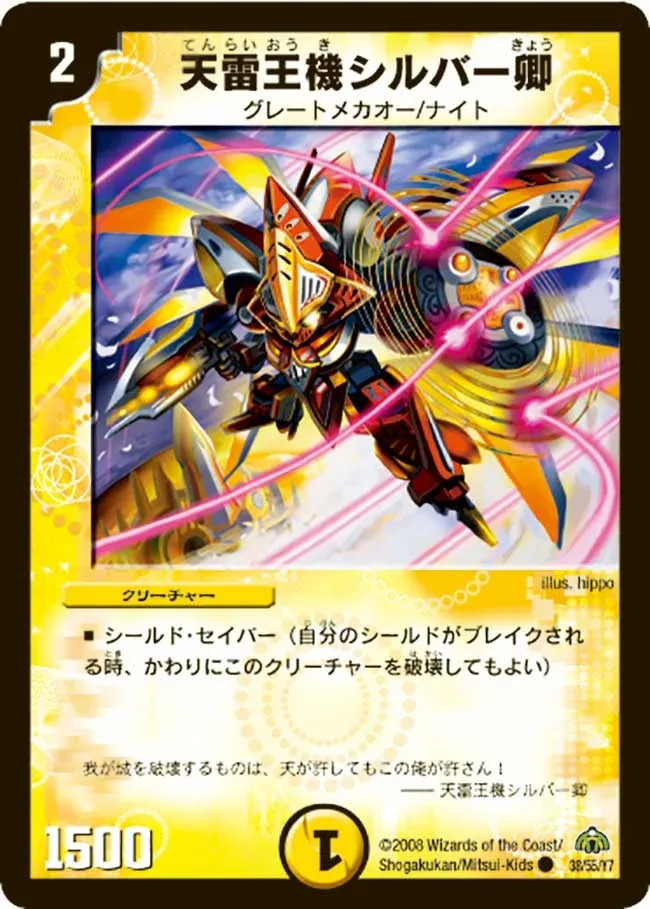 2
てんらいおうき きょう
天雷王機シルバー卿
グレートメカオー/ナイト
illus. hippo
クリーチャー
■ シールド・セイバー（自分のシールドがブレイクされ
る時、かわりにこのクリーチャーを破壊してもよい）
我が城を破壊するものは、天が許してもこの俺が許さん！
—— 天雷王機シルバー卿
1500
1
©2008 Wizards of the Coast/
Shogakukan/Mitsui-Kids ● 38/55/Y7